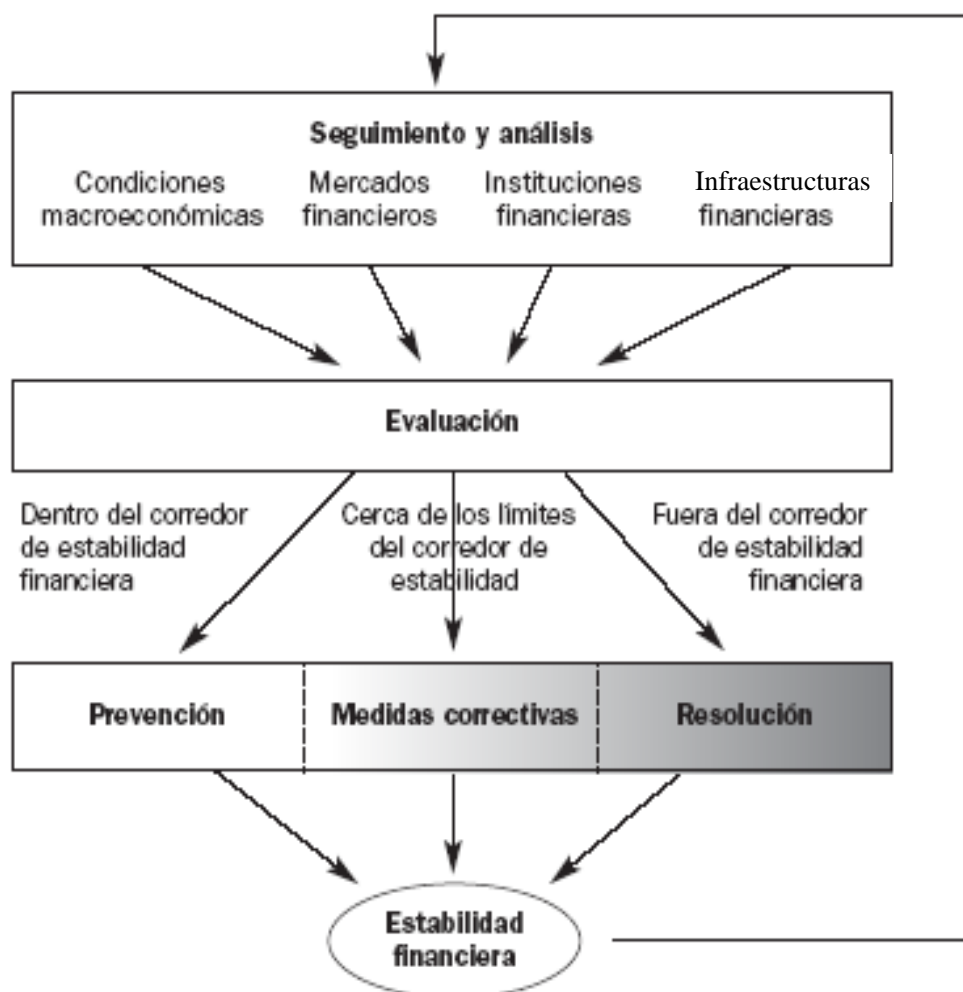 Seguimiento y análisis
Condiciones
macroeconómicas
Mercados
financieros
Instituciones
financieras
Infraestructuras
financieras
Evaluación
Dentro del corredor
de estabilidad
financiera
Cerca de los límites
del corredor de
estabilidad
Fuera del corredor
de estabilidad
financiera
Prevención
Medidas correctivas
Resolución
Estabilidad
financiera